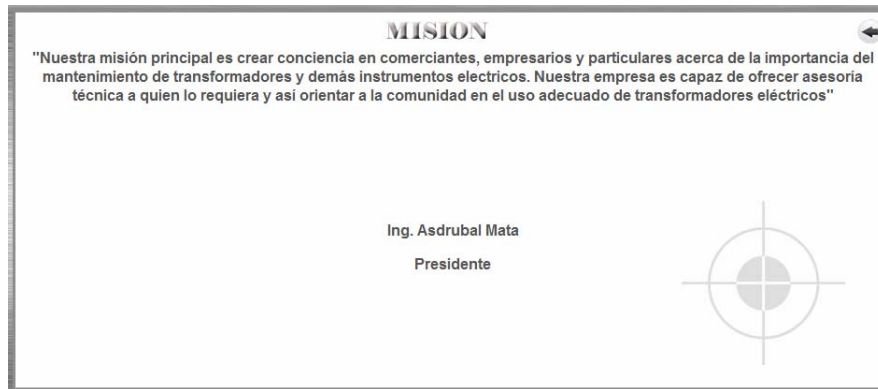 MISION
"Nuestra misión principal es crear conciencia en comerciantes, empresarios y particulares acerca de la importancia del
mantenimiento de transformadores y demás instrumentos electricos. Nuestra empresa es capaz de ofrecer asesoría
técnica a quien lo requiera y así orientar a la comunidad en el uso adecuado de transformadores eléctricos"
Ing. Asdrubal Mata
Presidente